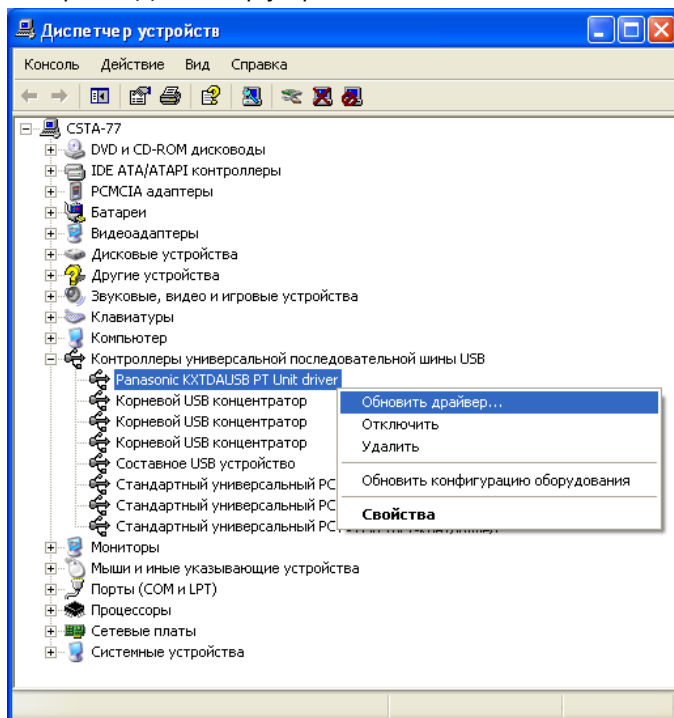 Диспетчер устройств
Консоль Действие Вид Справка
CSTA-77
DVD и CD-ROM дисководы
IDE ATA/ATAPI контроллеры
PCMCIA адаптеры
Батареи
Видеоадаптеры
Дисковые устройства
Другие устройства
Звуковые, видео и игровые устройства
Клавиатуры
Компьютер
Контроллеры универсальной последовательной шины USB
Panasonic KXTDAUSB PT Unit driver
Корневой USB концентратор
Корневой USB концентратор
Корневой USB концентратор
Составное USB устройство
Стандартный универсальный PC
Стандартный универсальный PC
Стандартный универсальный PC
Обновить драйвер...
Отключить
Удалить
Обновить конфигурацию оборудования
Свойства
Мониторы
Мыши и иные указывающие устройства
Порты (COM и LPT)
Процессоры
Сетевые платы
Системные устройства